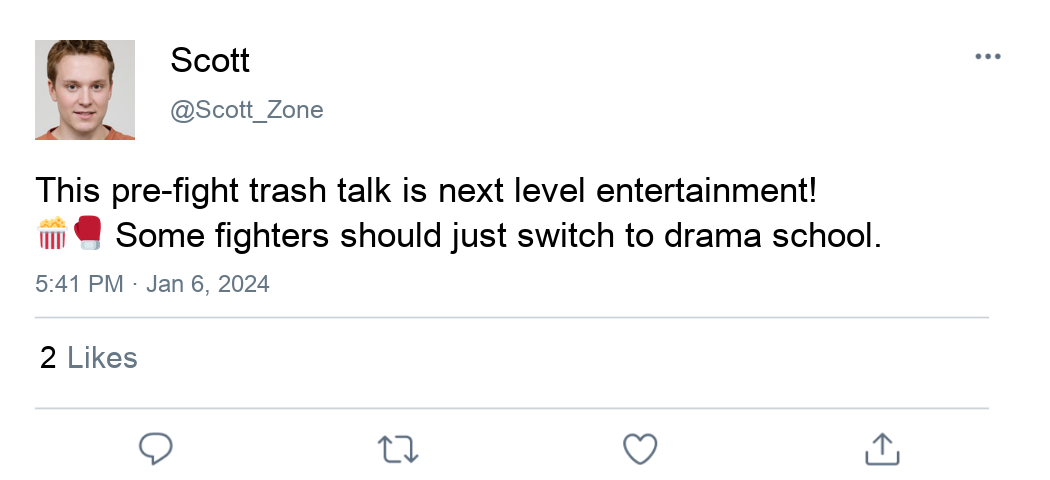 Scott
@Scott_Zone
This pre-fight trash talk is next level entertainment!
🍿🥊 Some fighters should just switch to drama school.
5:41 PM · Jan 6, 2024
2 Likes